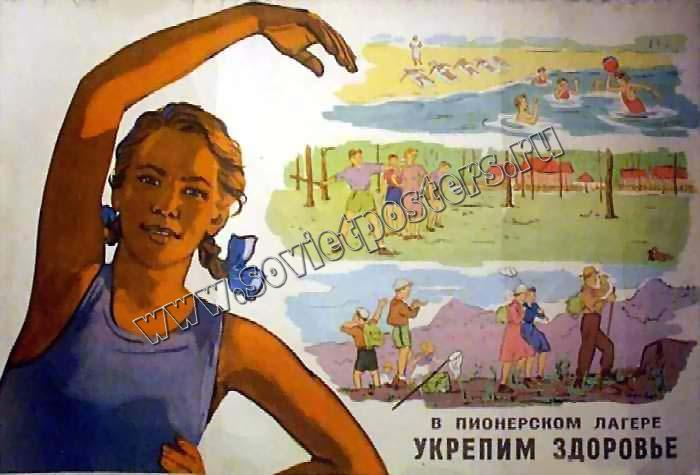 www.sovietposters.ru
В ПИОНЕРСКОМ ЛАГЕРЕ
УКРЕПИМ ЗДОРОВЬЕ